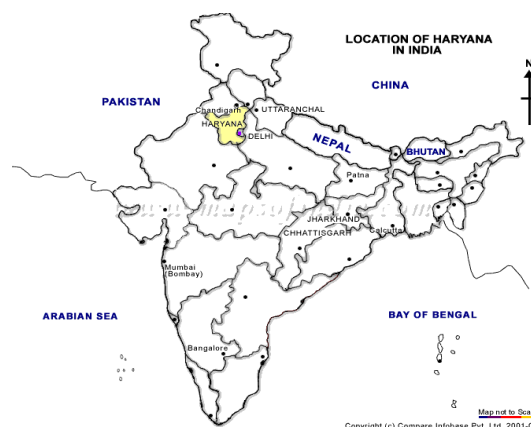 LOCATION OF HARYANA
IN INDIA
N
CHINA
PAKISTAN
Chandigarh
UTTARANCHAL
HARYANA
DELHI
NEPAL
BHUTAN
Patna
JHARKHAND
CHHATTISGARH
Calcutta
Mumbai
(Bombay)
ARABIAN SEA
BAY OF BENGAL
Bangalore
Map not to Sca
Copyright (c) Compare Infobase Pvt. Ltd. 2001-0